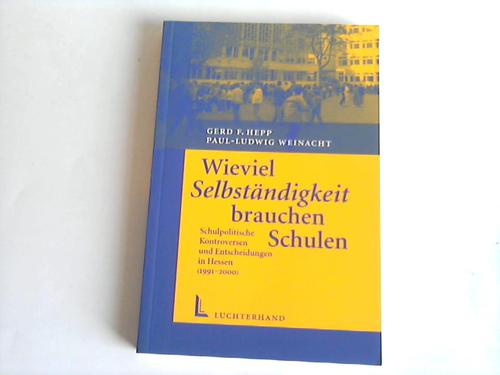 GERD F. HEPP
PAUL-LUDWIG WEINACHT
Wieviel
Selbständigkeit
brauchen
Schulen
Schulpolitische
Kontroversen
und Entscheidungen
in Hessen
(1991–2000)
LUCHTERHAND